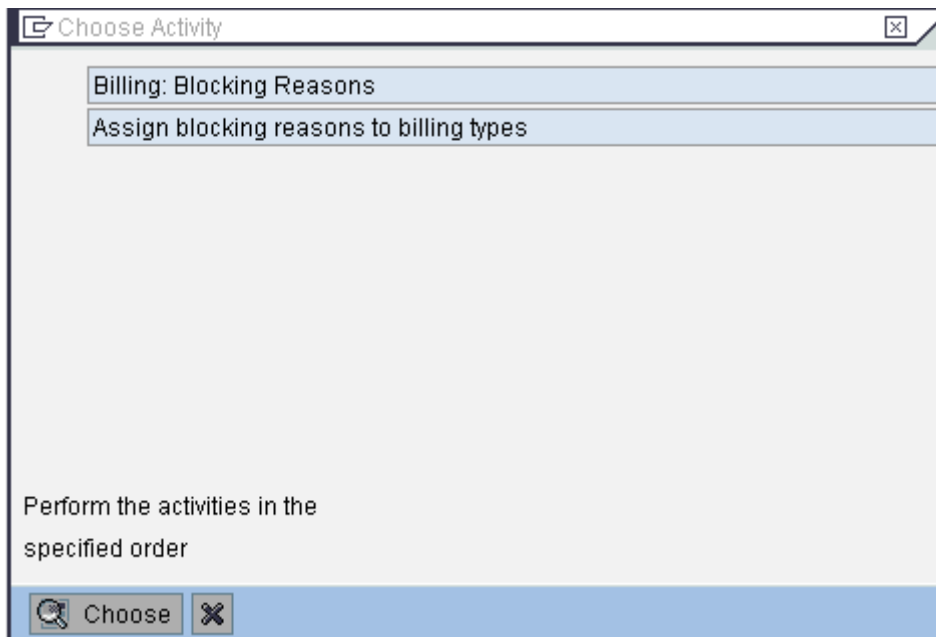 Choose Activity
Billing: Blocking Reasons
Assign blocking reasons to billing types
Perform the activities in the
specified order
Choose